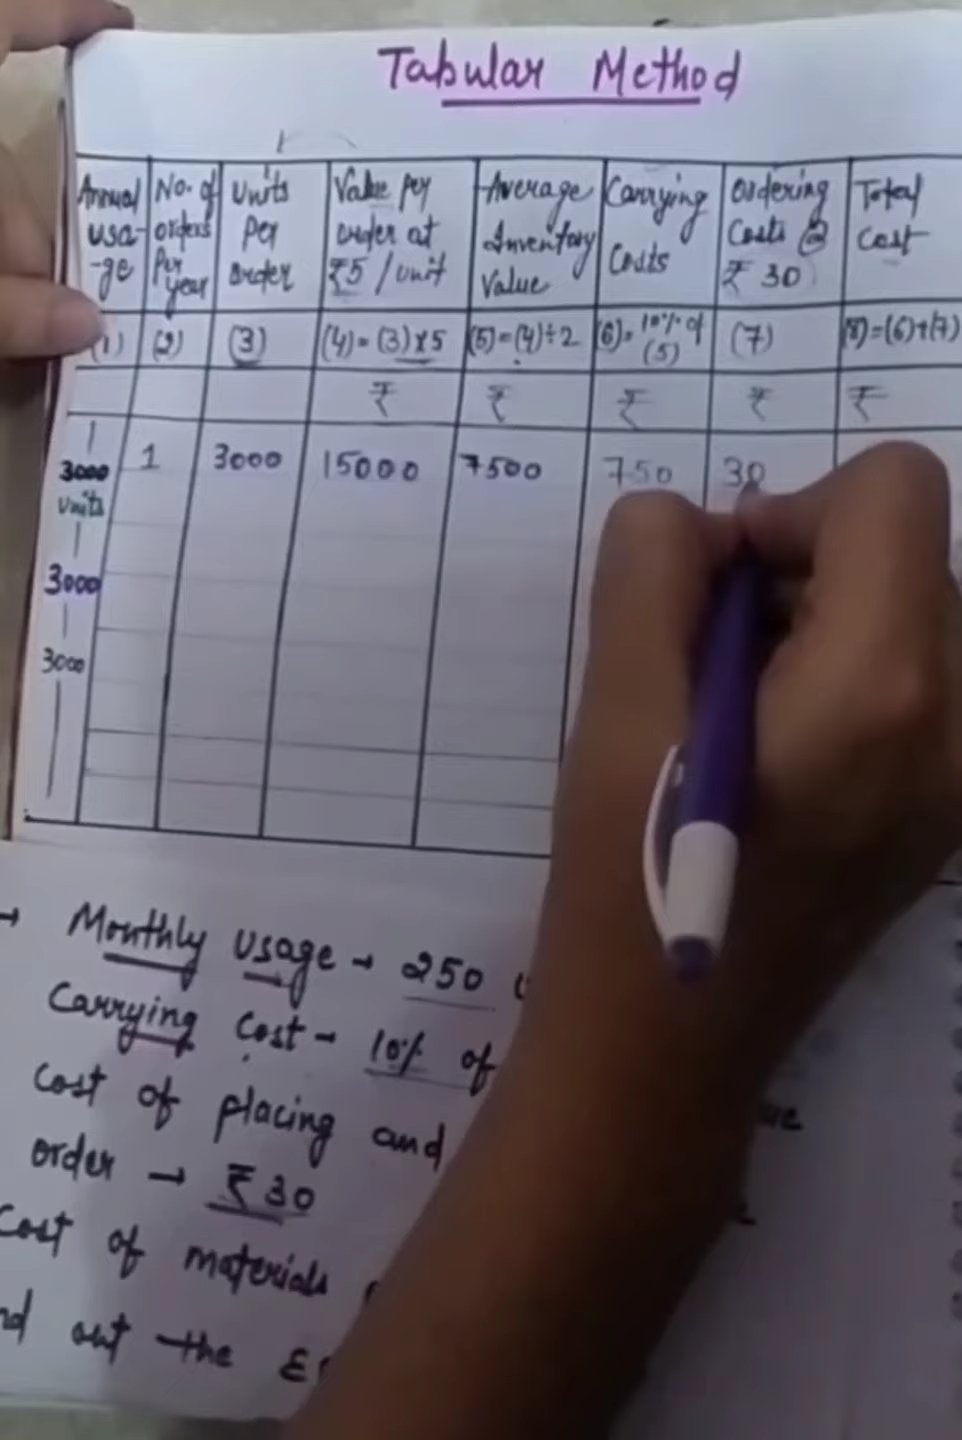 Tabular Method
Annual usa-ge
No. of orders Per year
Units Per order
Value per order at ₹5 / unit
Average Inventory Value
Carrying Costs
Ordering Costs @ ₹ 30
Total Cost
(1) (2) (3) (4) = (3) x 5 (5) = (4) ÷ 2 (6) = 10% of (5) (7) (8) = (6) + (7)
₹ ₹ ₹ ₹ ₹
3000 1 3000 15000 7500 750 30
units
3000
3000
→ Monthly usage → 250
Carrying Cost → 10% of
Cost of placing and
order → ₹ 30
Cost of materials
out the